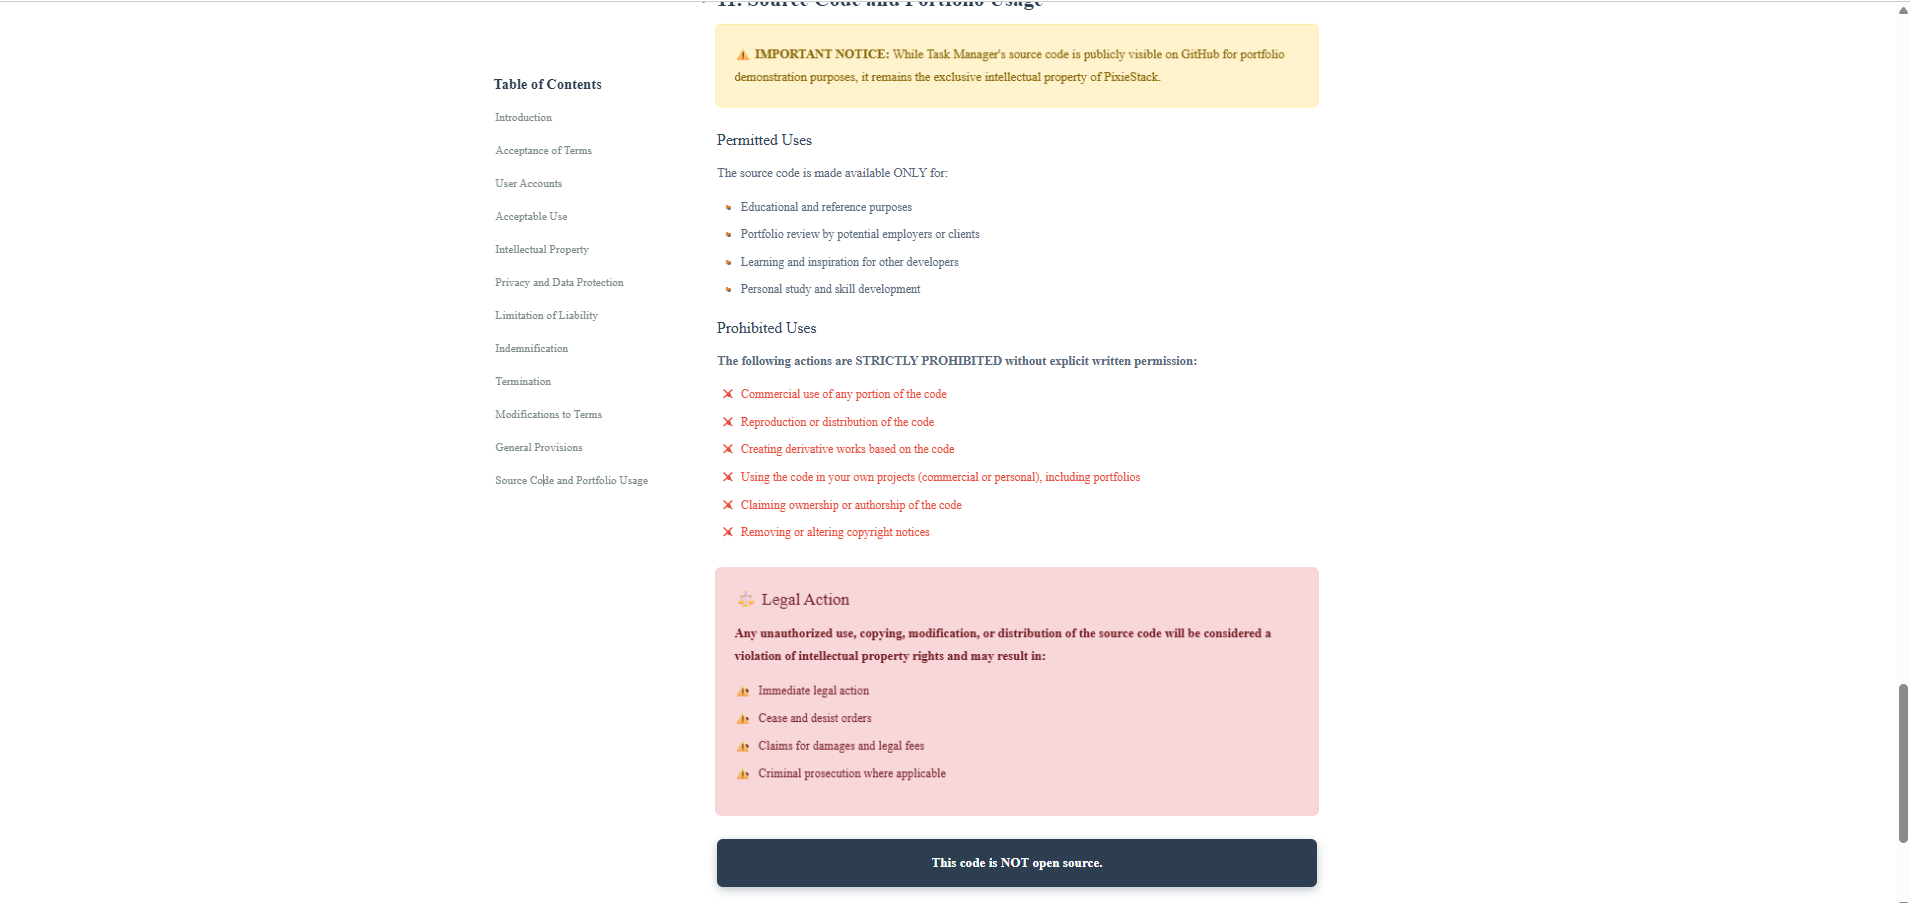 11. Source Code and Portfolio Usage
⚠️ IMPORTANT NOTICE: While Task Manager's source code is publicly visible on GitHub for portfolio
demonstration purposes, it remains the exclusive intellectual property of PixieStack.
Table of Contents
Introduction
Acceptance of Terms
User Accounts
Acceptable Use
Intellectual Property
Privacy and Data Protection
Limitation of Liability
Indemnification
Termination
Modifications to Terms
General Provisions
Source Code and Portfolio Usage
Permitted Uses
The source code is made available ONLY for:
Educational and reference purposes
Portfolio review by potential employers or clients
Learning and inspiration for other developers
Personal study and skill development
Prohibited Uses
The following actions are STRICTLY PROHIBITED without explicit written permission:
Commercial use of any portion of the code
Reproduction or distribution of the code
Creating derivative works based on the code
Using the code in your own projects (commercial or personal), including portfolios
Claiming ownership or authorship of the code
Removing or altering copyright notices
Legal Action
Any unauthorized use, copying, modification, or distribution of the source code will be considered a
violation of intellectual property rights and may result in:
Immediate legal action
Cease and desist orders
Claims for damages and legal fees
Criminal prosecution where applicable
This code is NOT open source.